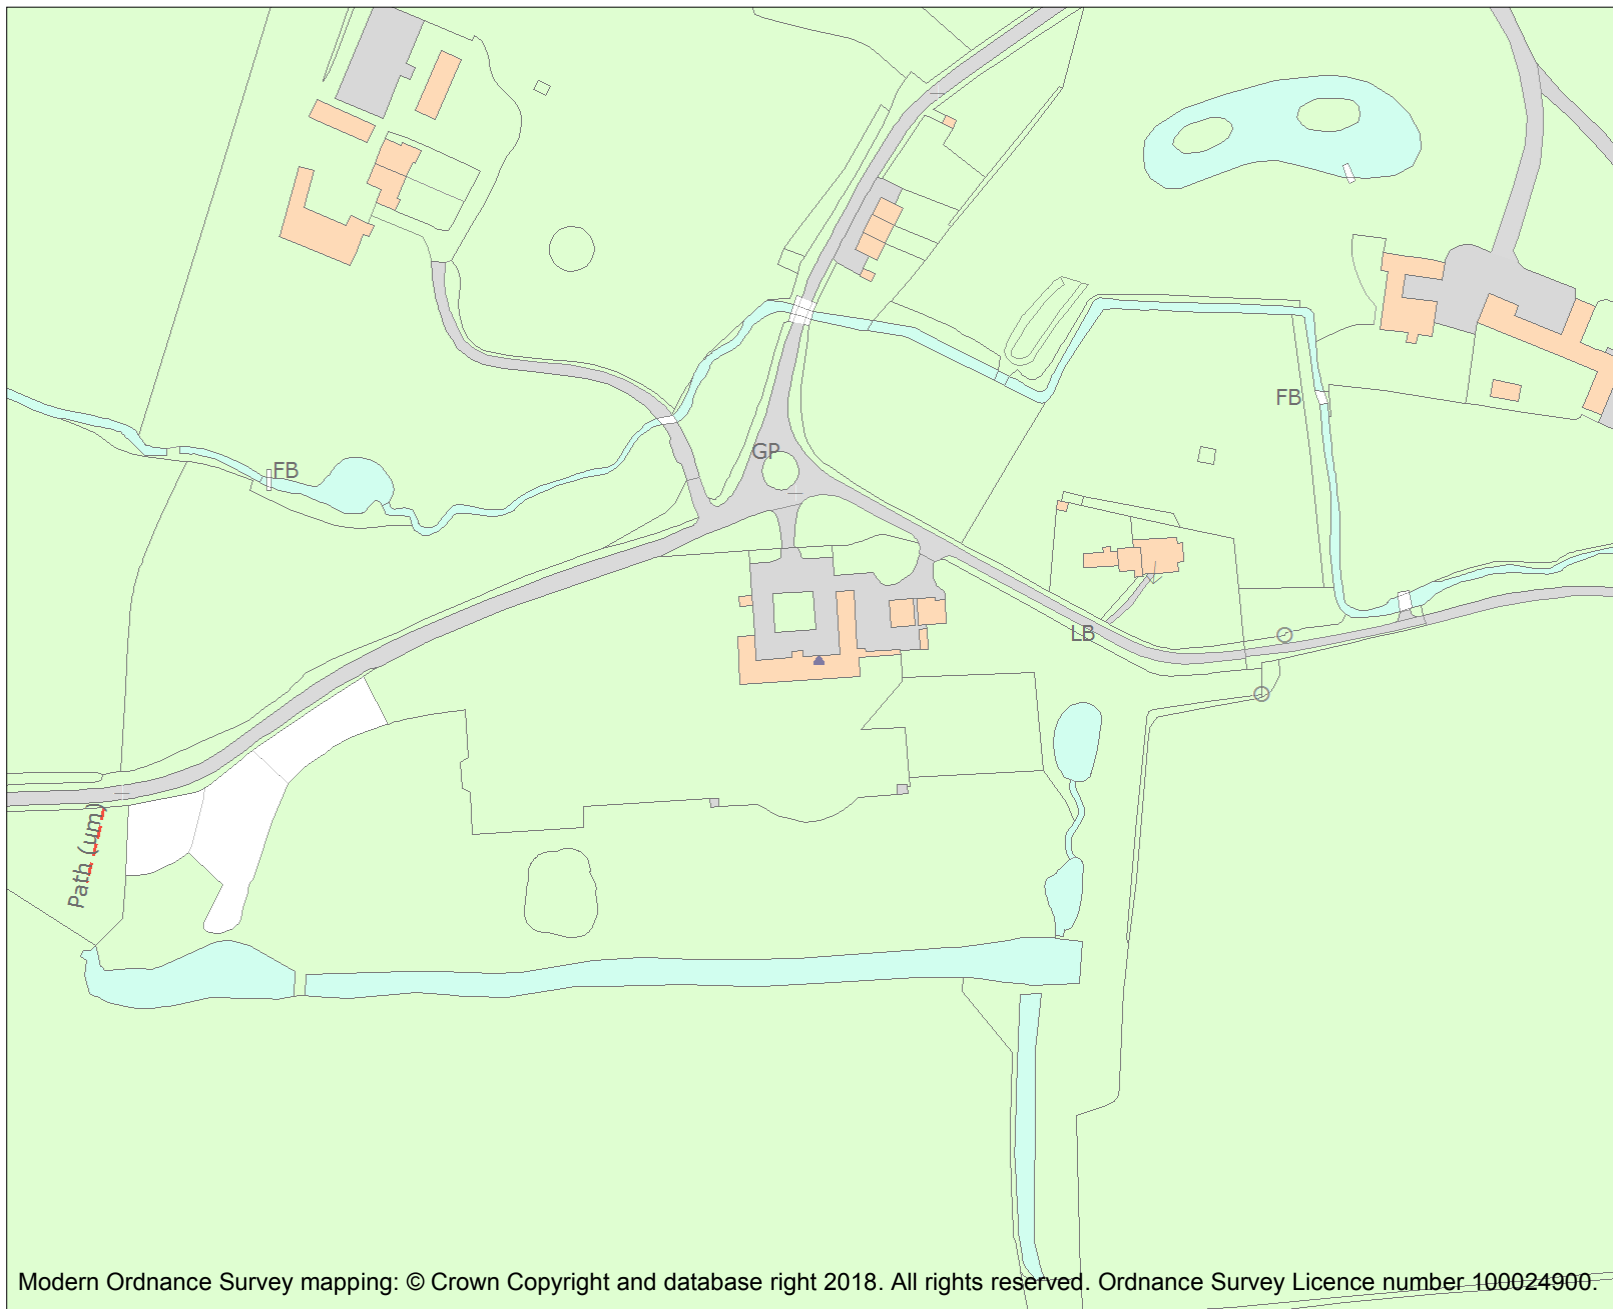 FB
GP
FB
LB
Path (um)
Modern Ordnance Survey mapping: © Crown Copyright and database right 2018. All rights reserved. Ordnance Survey Licence number 100024900.